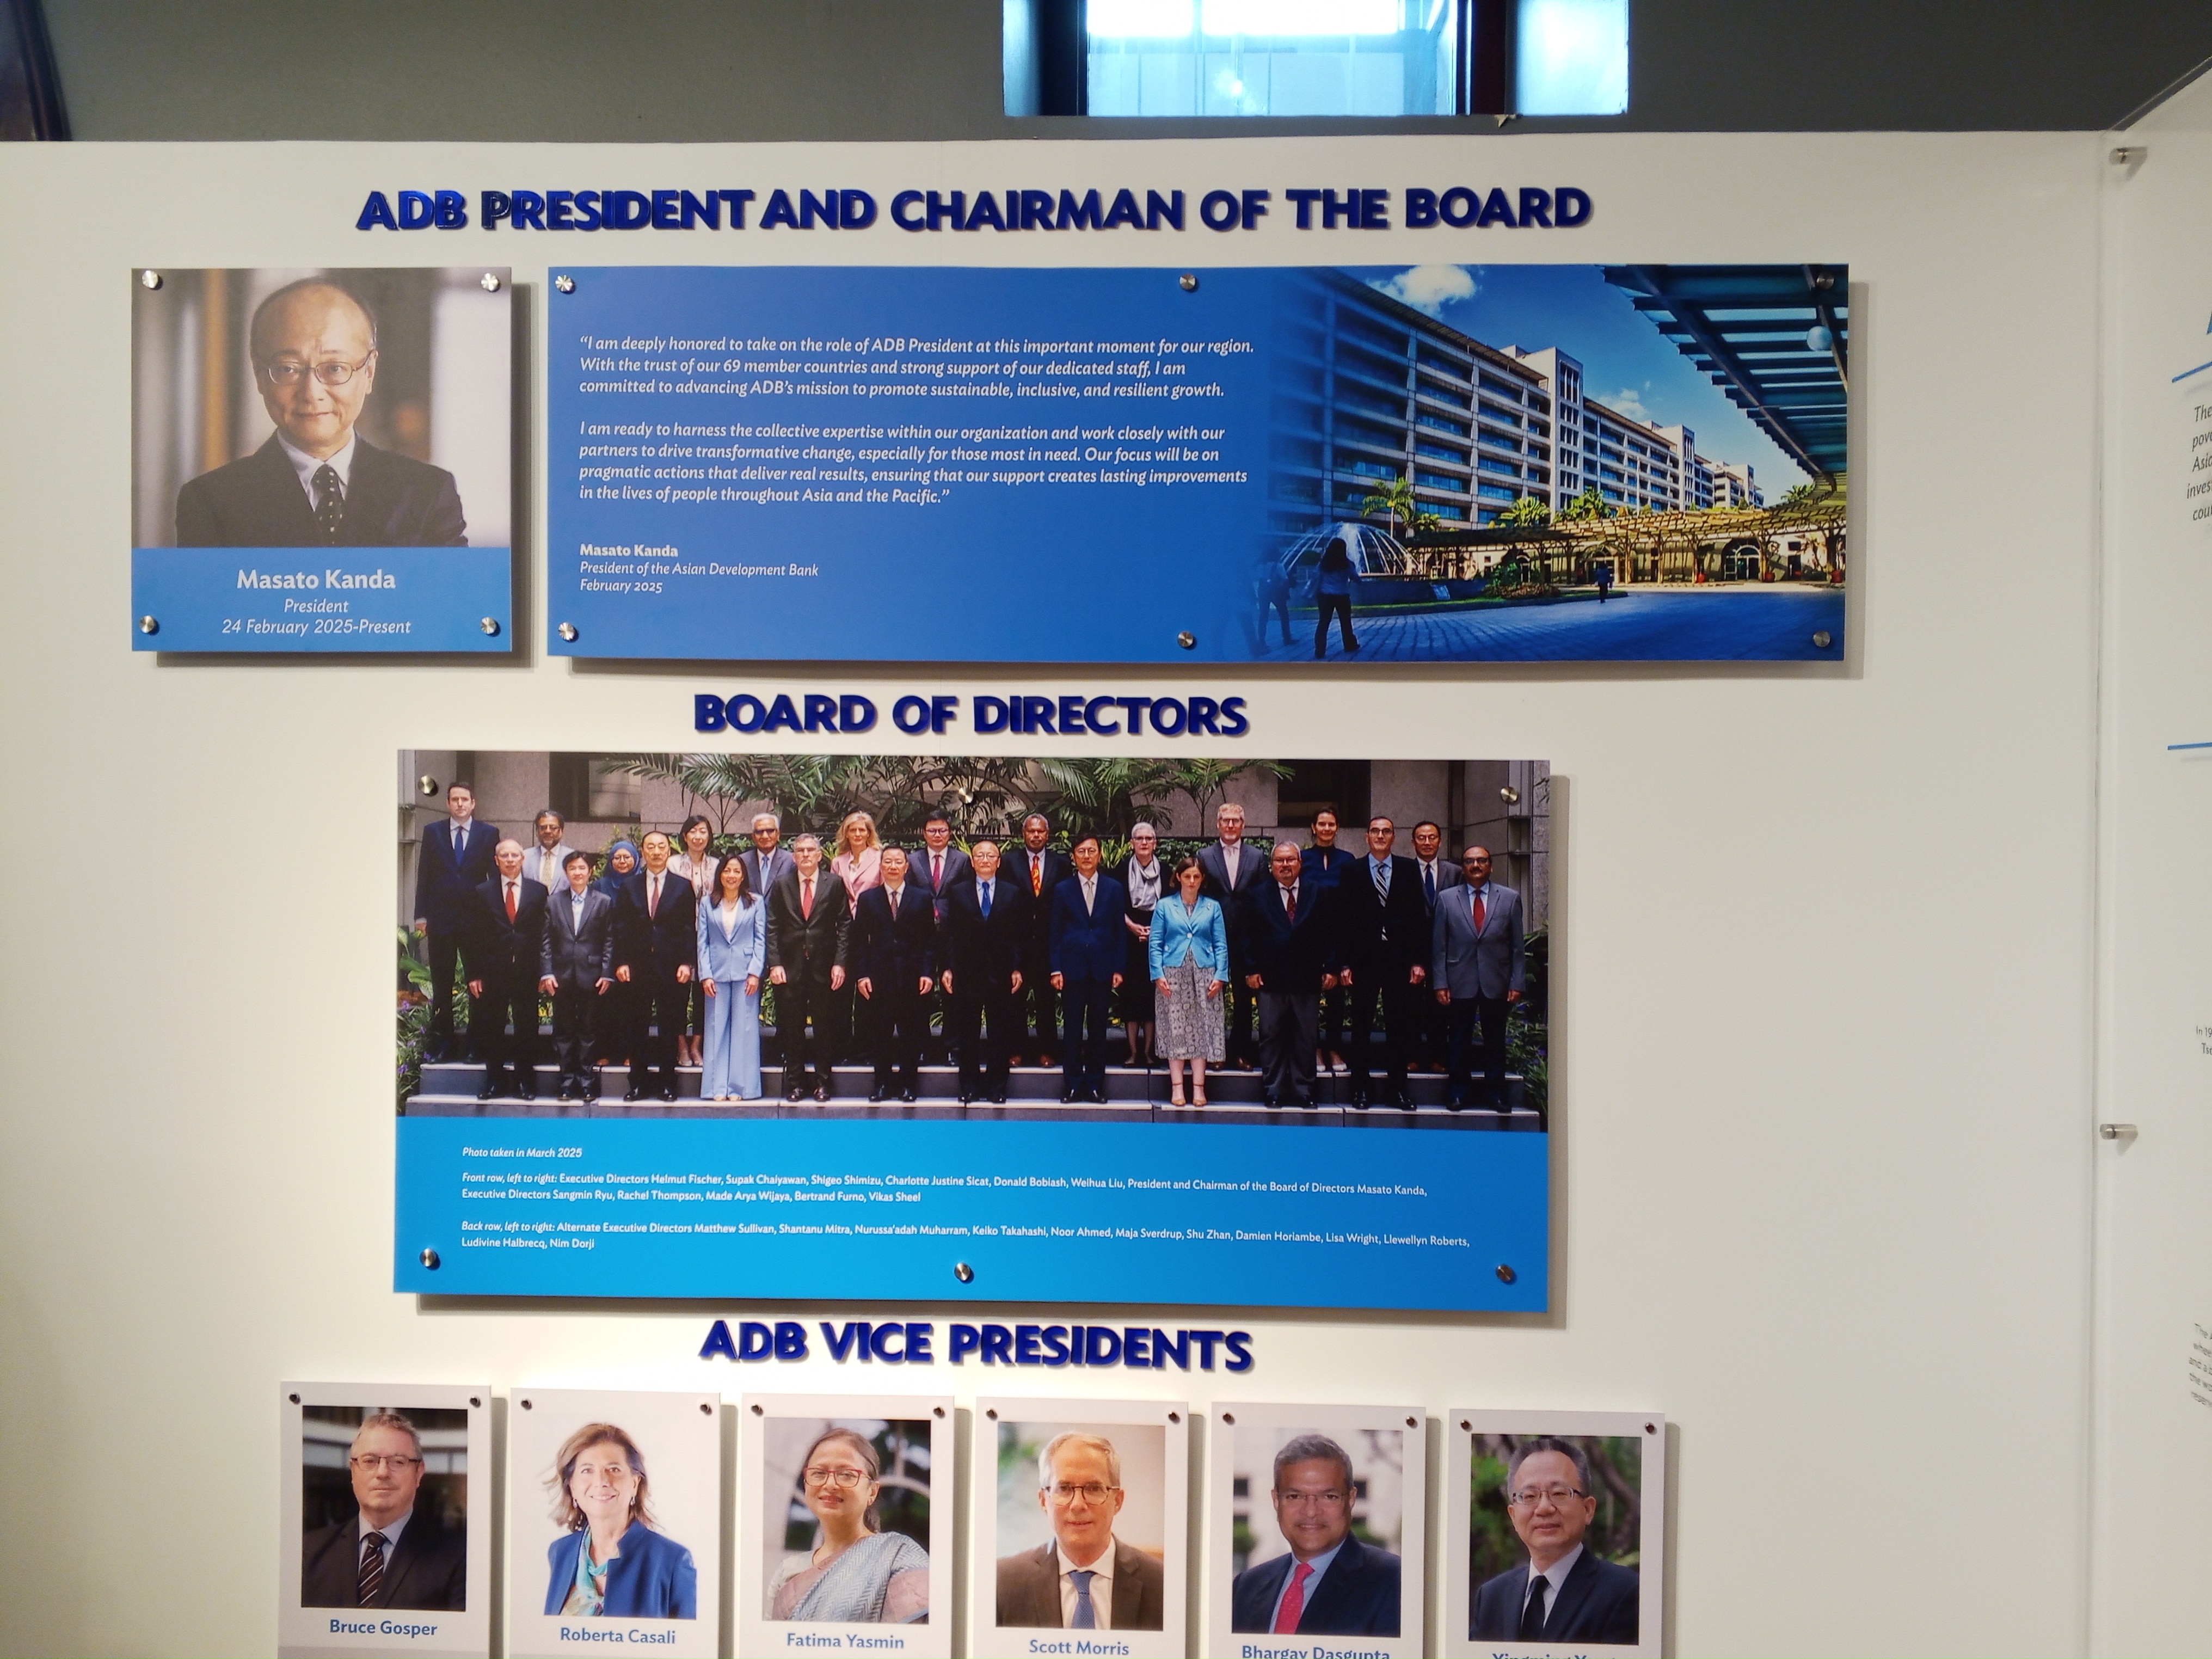 ADB PRESIDENT AND CHAIRMAN OF THE BOARD
Masato Kanda
President
24 February 2025-Present
“I am deeply honored to take on the role of ADB President at this important moment for our region.
With the trust of our 69 member countries and strong support of our dedicated staff, I am
committed to advancing ADB’s mission to promote sustainable, inclusive, and resilient growth.
I am ready to harness the collective expertise within our organization and work closely with our
partners to drive transformative change, especially for those most in need. Our focus will be on
pragmatic actions that deliver real results, ensuring that our support creates lasting improvements
in the lives of people throughout Asia and the Pacific.”
Masato Kanda
President of the Asian Development Bank
February 2025
BOARD OF DIRECTORS
Photo taken in March 2025
Front row, left to right: Executive Directors Helmut Fischer, Supak Chaiyawan, Shigeo Shimizu, Charlotte Justine Sicat, Donald Bobiash, Weihua Liu, President and Chairman of the Board of Directors Masato Kanda,
Executive Directors Sangmin Ryu, Rachel Thompson, Made Arya Wijaya, Bertrand Furno, Vikas Sheel
Back row, left to right: Alternate Executive Directors Matthew Sullivan, Shantanu Mitra, Nurussa'adah Muharram, Keiko Takahashi, Noor Ahmed, Maja Sverdrup, Shu Zhan, Damien Horiambe, Lisa Wright, Llewellyn Roberts,
Ludivine Halbrecq, Nim Dorji
ADB VICE PRESIDENTS
Bruce Gosper
Roberta Casali
Fatima Yasmin
Scott Morris
Bhargav Dasgupta
The
In 19